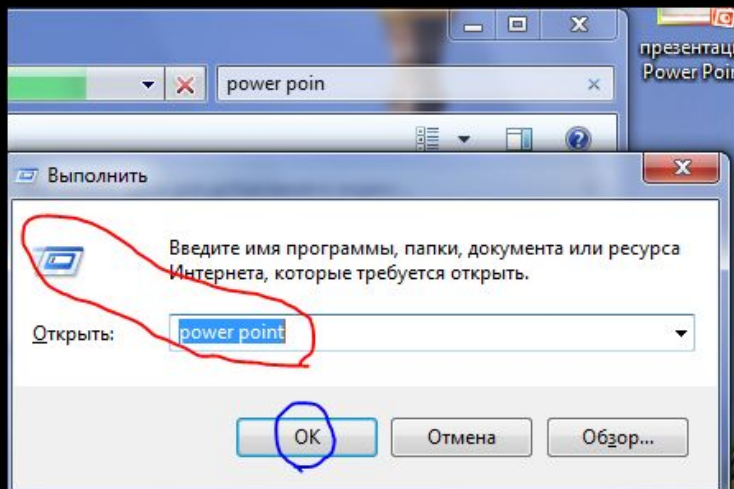 power poin
презентац
Power Poin
Выполнить
Введите имя программы, папки, документа или ресурса
Интернета, которые требуется открыть.
Открыть:
power point
ОК
Отмена
Обзор...